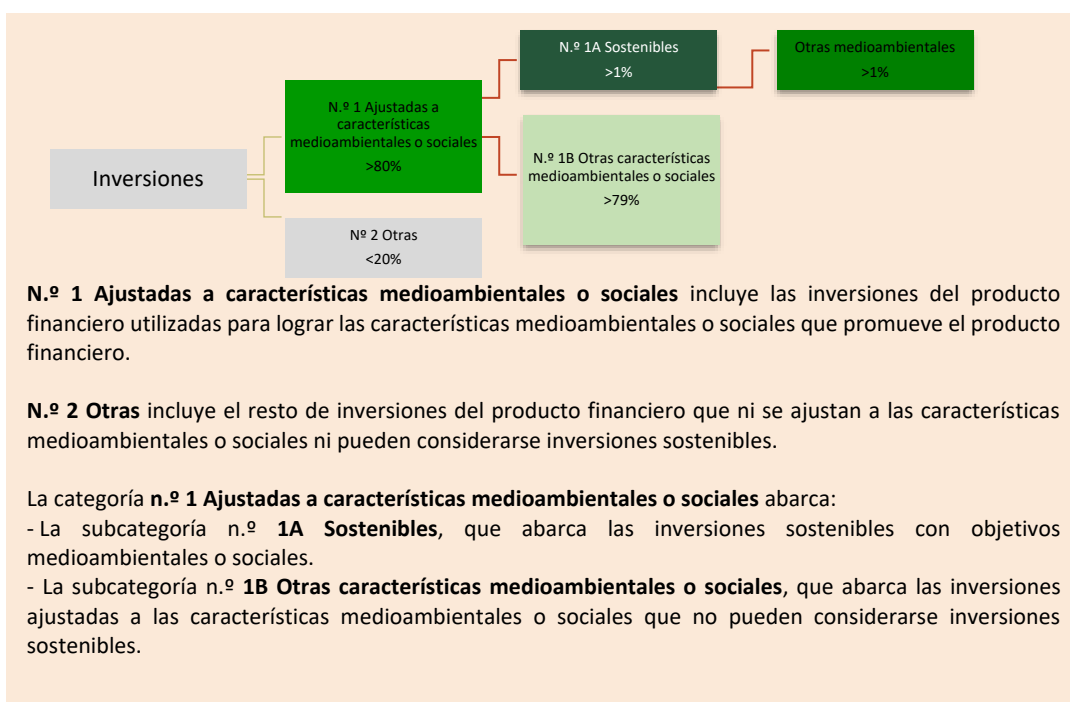 N.º 1A Sostenibles
>1%
Otras medioambientales
>1%
N.º 1 Ajustadas a
características
medioambientales o sociales
>80%
N.º 1B Otras características
medioambientales o sociales
>79%
Inversiones
Nº 2 Otras
<20%
N.º 1 Ajustadas a características medioambientales o sociales incluye las inversiones del producto
financiero utilizadas para lograr las características medioambientales o sociales que promueve el producto
financiero.
N.º 2 Otras incluye el resto de inversiones del producto financiero que ni se ajustan a las características
medioambientales o sociales ni pueden considerarse inversiones sostenibles.
La categoría n.º 1 Ajustadas a características medioambientales o sociales abarca:
- La subcategoría n.º 1A Sostenibles, que abarca las inversiones sostenibles con objetivos
medioambientales o sociales.
- La subcategoría n.º 1B Otras características medioambientales o sociales, que abarca las inversiones
ajustadas a las características medioambientales o sociales que no pueden considerarse inversiones
sostenibles.